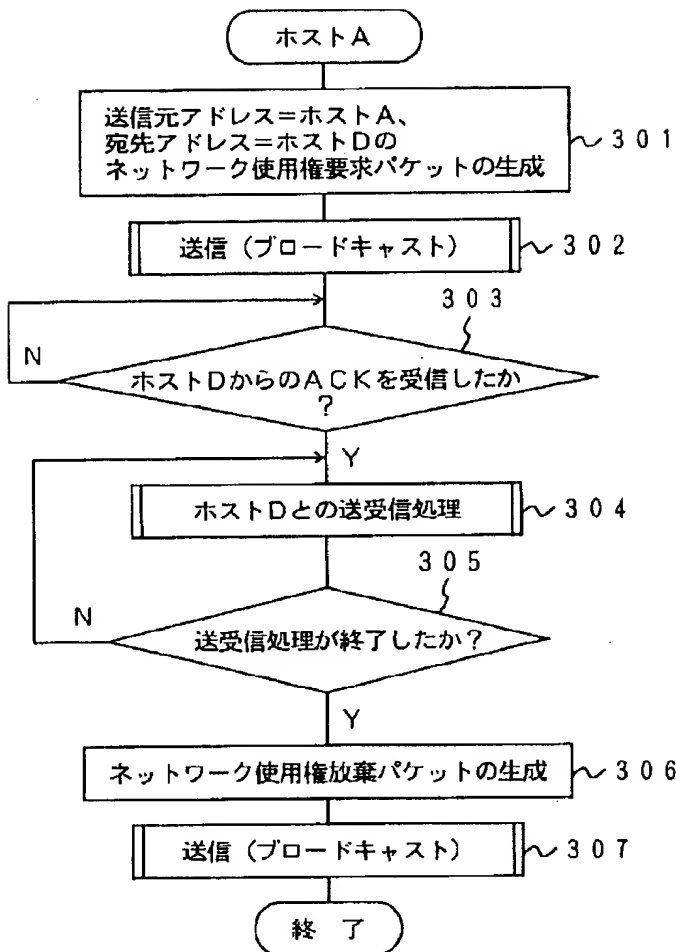 ホストA
送信元アドレス=ホストA、
宛先アドレス=ホストDの
ネットワーク使用権要求パケットの生成
301
送信(ブロードキャスト)
302
303
N
ホストDからのACKを受信したか
?
Y
ホストDとの送受信処理
304
305
N
送受信処理が終了したか?
Y
ネットワーク使用権放棄パケットの生成
306
送信(ブロードキャスト)
307
終了